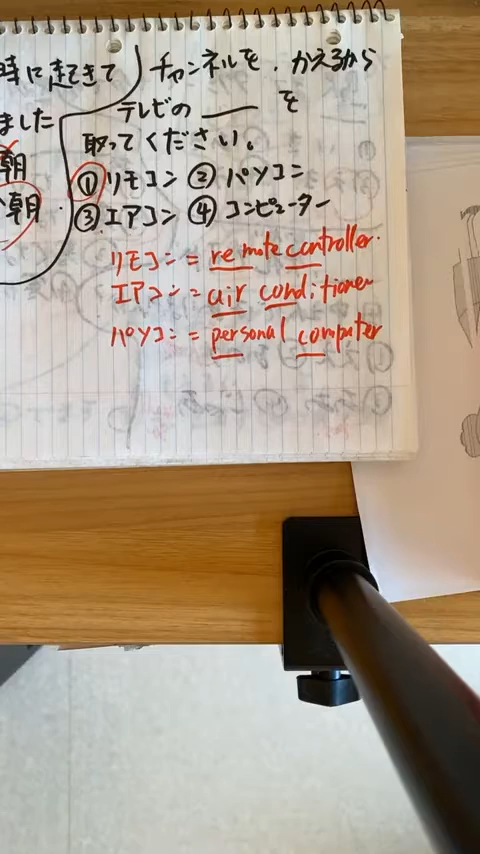 時に起きて
ました
朝
朝
チャンネルを、かえるから
テレビの ___ を
取ってください。
① リモコン ② パソコン
③ エアコン ④ コンピューター
リモコン = remote controller.
エアコン = air conditioner
パソコン = personal computer